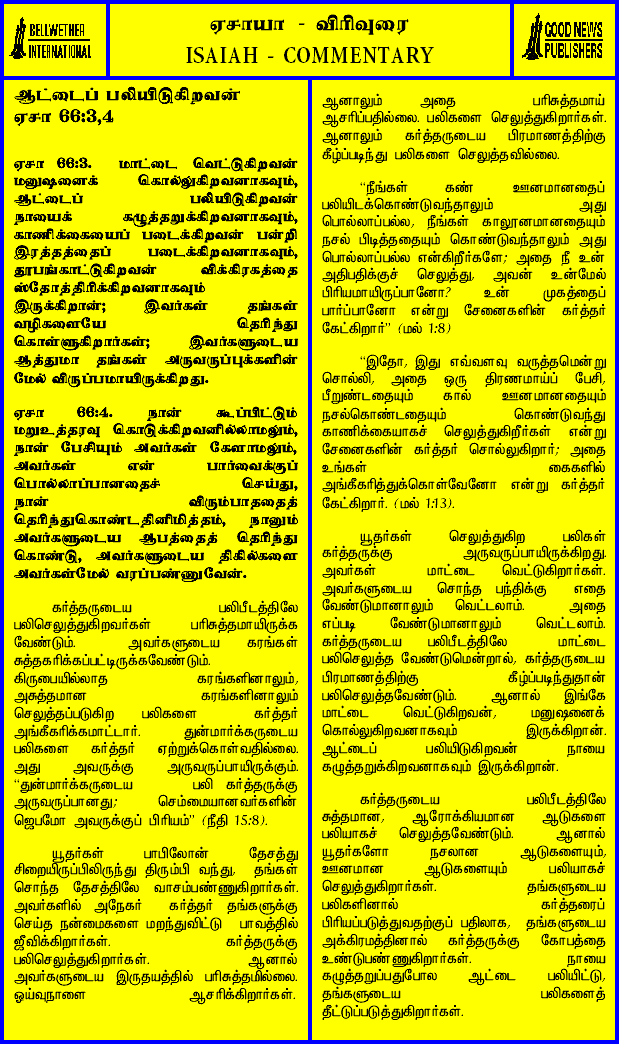 BELLWETHER
INTERNATIONAL
ஏசாயா - விரிவுரை
ISAIAH - COMMENTARY
GOOD NEWS
PUBLISHERS
ஆட்டைப் பலியிடுகிறவன்
ஏசா 66:3,4
ஏசா 66:3. மாட்டை வெட்டுகிறவன்
மனுஷனைக் கொல்லுகிறவனாகவும்,
ஆட்டைப் பலியிடுகிறவன்
நாயைக் கழுத்தறுக்கிறவனாகவும்,
காணிக்கையைப் படைக்கிறவன் பன்றி
இரத்தத்தைப் படைக்கிறவனாகவும்,
தூபங்காட்டுகிறவன் விக்கிரகத்தை
ஸ்தோத்திரிக்கிறவனாகவும்
இருக்கிறான்; இவர்கள் தங்கள்
வழிகளையே தெரிந்து
கொள்ளுகிறார்கள்; இவர்களுடைய
ஆத்துமா தங்கள் அருவருப்புக்களின்
மேல் விருப்பமாயிருக்கிறது.
ஏசா 66:4. நான் கூப்பிட்டும்
மறுஉத்தரவு கொடுக்கிறவனில்லாமலும்,
நான் பேசியும் அவர்கள் கேளாமலும்,
அவர்கள் என் பார்வைக்குப்
பொல்லாப்பானதைச் செய்து,
நான் விரும்பாததைத்
தெரிந்துகொண்டதினிமித்தம், நானும்
அவர்களுடைய ஆபத்தைத் தெரிந்து
கொண்டு, அவர்களுடைய திகில்களை
அவர்கள்மேல் வரப்பண்ணுவேன்.
கர்த்தருடைய பலிபீடத்திலே
பலிசெலுத்துகிறவர்கள் பரிசுத்தமாயிருக்க
வேண்டும். அவர்களுடைய கரங்கள்
சுத்தகரிக்கப்பட்டிருக்கவேண்டும்.
கிருபையில்லாத கரங்களினாலும்,
அசுத்தமான கரங்களினாலும்
செலுத்தப்படுகிற பலிகளை கர்த்தர்
அங்கீகரிக்கமாட்டார். துன்மார்க்கருடைய
பலிகளை கர்த்தர் ஏற்றுக்கொள்வதில்லை.
அது அவருக்கு அருவருப்பாயிருக்கும்.
“துன்மார்க்கருடைய பலி கர்த்தருக்கு
அருவருப்பானது; செம்மையானவர்களின்
ஜெபமோ அவருக்குப் பிரியம்” (நீதி 15:8).
யூதர்கள் பாபிலோன் தேசத்து
சிறையிருப்பிலிருந்து திரும்பி வந்து, தங்கள்
சொந்த தேசத்திலே வாசம்பண்ணுகிறார்கள்.
அவர்களில் அநேகர் கர்த்தர் தங்களுக்கு
செய்த நன்மைகளை மறந்துவிட்டு பாவத்தில்
ஜீவிக்கிறார்கள். கர்த்தருக்கு
பலிசெலுத்துகிறார்கள். ஆனால்
அவர்களுடைய இருதயத்தில் பரிசுத்தமில்லை.
ஓய்வுநாளை ஆசரிக்கிறார்கள்.
ஆனாலும் அதை பரிசுத்தமாய்
ஆசரிப்பதில்லை. பலிகளை செலுத்துகிறார்கள்.
ஆனாலும் கர்த்தருடைய பிரமாணத்திற்கு
கீழ்ப்படிந்து பலிகளை செலுத்தவில்லை.
“நீங்கள் கண் ஊனமானதைப்
பலியிடக்கொண்டுவந்தாலும் அது
பொல்லாப்பல்ல, நீங்கள் காலூனமானதையும்
நசல் பிடித்ததையும் கொண்டுவந்தாலும் அது
பொல்லாப்பல்ல என்கிறீர்களே; அதை நீ உன்
அதிபதிக்குச் செலுத்து, அவன் உன்மேல்
பிரியமாயிருப்பானோ? உன் முகத்தைப்
பார்ப்பானோ என்று சேனைகளின் கர்த்தர்
கேட்கிறார்” (மல் 1:8)
“இதோ, இது எவ்வளவு வருத்தமென்று
சொல்லி, அதை ஒரு திரணமாய்ப் பேசி,
பீறுண்டதையும் கால் ஊனமானதையும்
நசல்கொண்டதையும் கொண்டுவந்து
காணிக்கையாகச் செலுத்துகிறீர்கள் என்று
சேனைகளின் கர்த்தர் சொல்லுகிறார்; அதை
உங்கள் கைகளில்
அங்கீகரித்துக்கொள்வேனோ என்று கர்த்தர்
கேட்கிறார். (மல் 1:13).
யூதர்கள் செலுத்துகிற பலிகள்
கர்த்தருக்கு அருவருப்பாயிருக்கிறது.
அவர்கள் மாட்டை வெட்டுகிறார்கள்.
அவர்களுடைய சொந்த பந்திக்கு எதை
வேண்டுமானாலும் வெட்டலாம். அதை
எப்படி வேண்டுமானாலும் வெட்டலாம்.
கர்த்தருடைய பலிபீடத்திலே மாட்டை
பலிசெலுத்த வேண்டுமென்றால், கர்த்தருடைய
பிரமாணத்திற்கு கீழ்ப்படிந்துதான்
பலிசெலுத்தவேண்டும். ஆனால் இங்கே
மாட்டை வெட்டுகிறவன், மனுஷனைக்
கொல்லுகிறவனாகவும் இருக்கிறான்.
ஆட்டைப் பலியிடுகிறவன் நாயை
கழுத்தறுக்கிறவனாகவும் இருக்கிறான்.
கர்த்தருடைய பலிபீடத்திலே
சுத்தமான, ஆரோக்கியமான ஆடுகளை
பலியாகச் செலுத்தவேண்டும். ஆனால்
யூதர்களோ நசலான ஆடுகளையும்,
ஊனமான ஆடுகளையும் பலியாகச்
செலுத்துகிறார்கள். தங்களுடைய
பலிகளினால் கர்த்தரைப்
பிரியப்படுத்துவதற்குப் பதிலாக, தங்களுடைய
அக்கிரமத்தினால் கர்த்தருக்கு கோபத்தை
உண்டுபண்ணுகிறார்கள். நாயை
கழுத்தறுப்பதுபோல ஆட்டை பலியிட்டு,
தங்களுடைய பலிகளைத்
தீட்டுப்படுத்துகிறார்கள்.